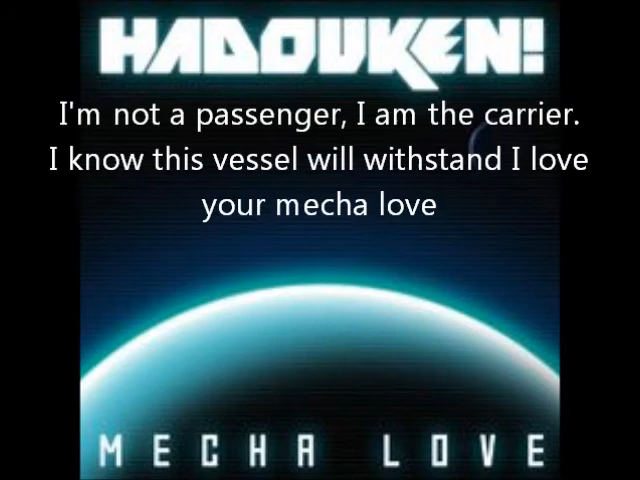 HADOUKEN!
I'm not a passenger, I am the carrier.
I know this vessel will withstand I love
your mecha love
MECHA LOVE